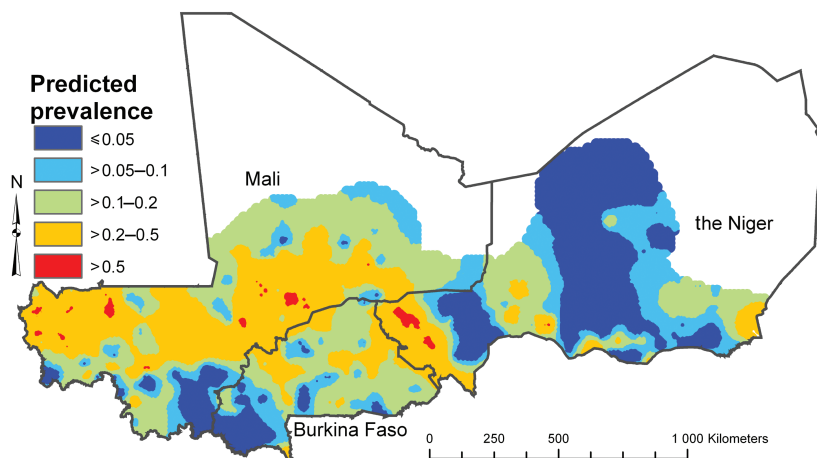 Predicted
prevalence
⩽0.05
>0.05–0.1
>0.1–0.2
>0.2–0.5
>0.5
N
Mali
the Niger
Burkina Faso
0 250 500 1 000 Kilometers